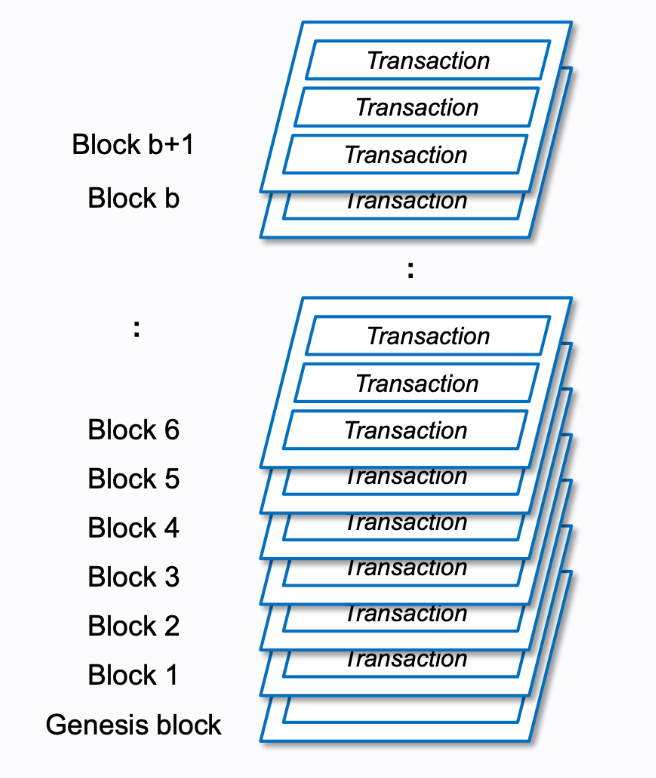 Transaction
Transaction
Block b+1
Transaction
Block b
Transaction
:
:
Transaction
Transaction
Block 6
Transaction
Block 5
Transaction
Block 4
Transaction
Block 3
Transaction
Block 2
Transaction
Block 1
Transaction
Genesis block